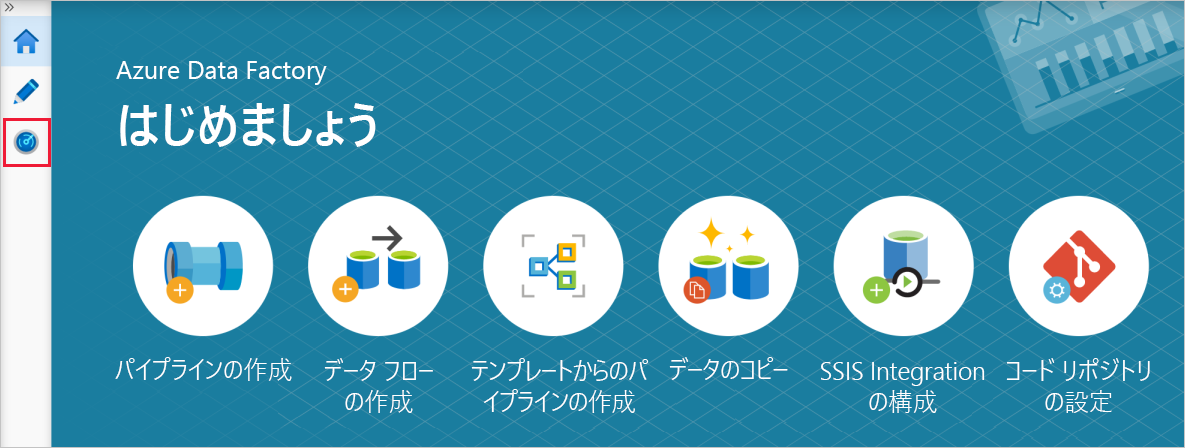 Azure Data Factory
はじめましょう
パイプラインの作成
データ フロー
の作成
テンプレートからのパ
イプラインの作成
データのコピー
SSIS Integration
の構成
コード リポジトリ
の設定